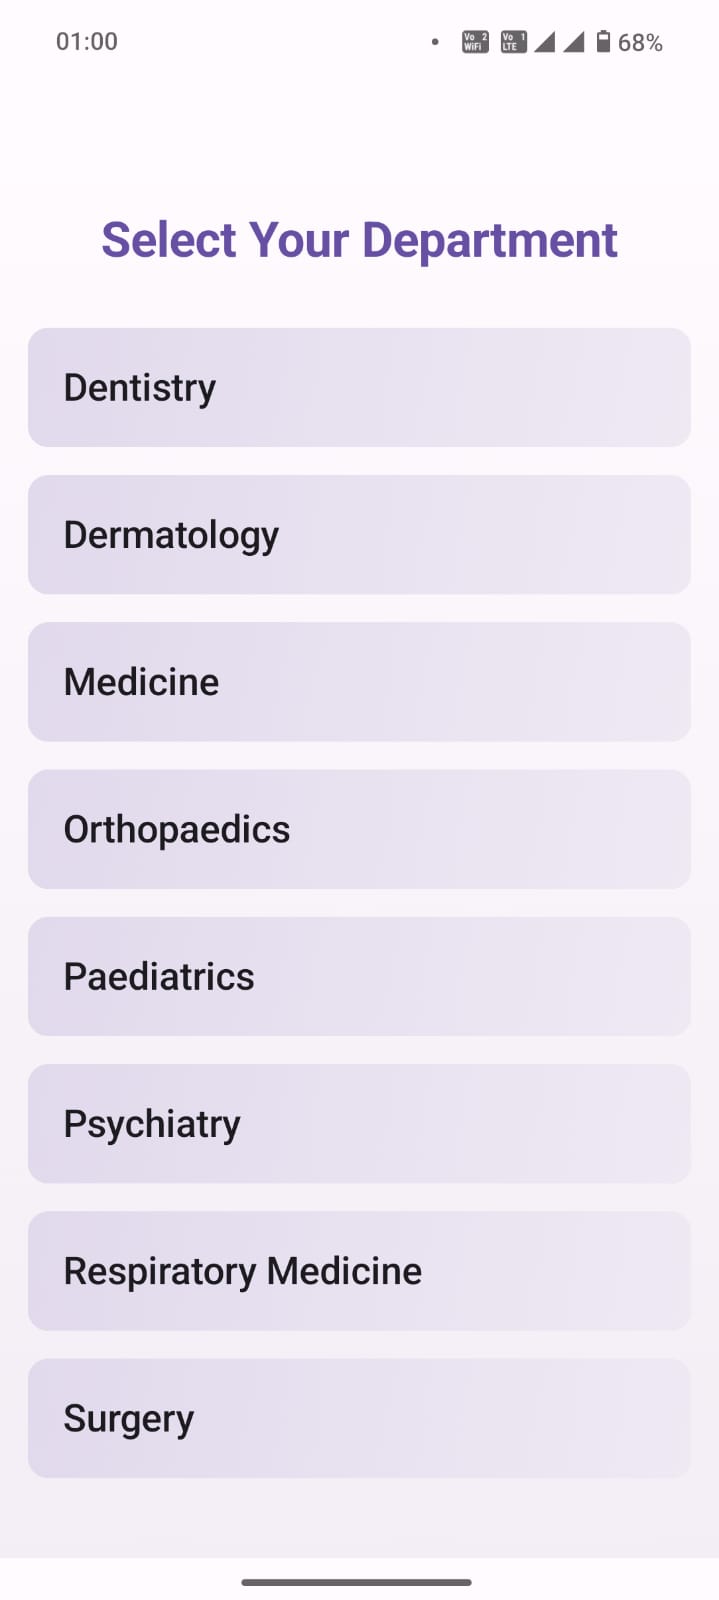 01:00 Vo 2 WiFi Vo 1 LTE 68%
Select Your Department
Dentistry
Dermatology
Medicine
Orthopaedics
Paediatrics
Psychiatry
Respiratory Medicine
Surgery